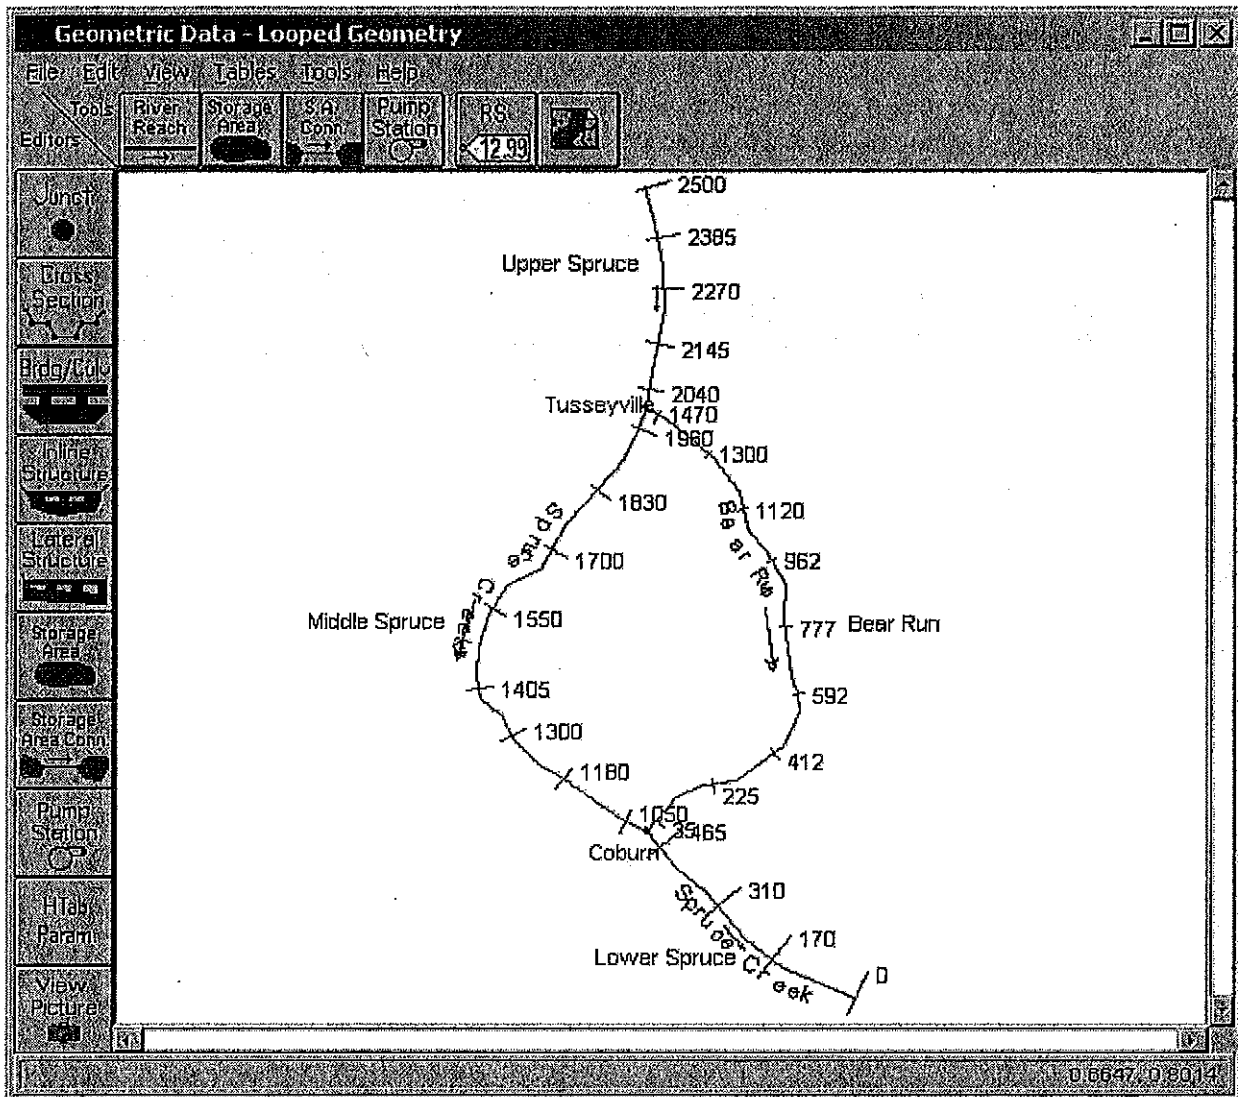 Geometric Data - Looped Geometry
File Edit View Tables Tools Help
Tools
Editors
River Reach
Storage Area
S.A. Conn
Pump Station
RS
12.99
Junct.
Cross Section
Brdg/Culv
Inline Structure
Lateral Structure
Storage Area
Storage Area Conn
Pump Station
HTab Param
View Picture
2500
2385
Upper Spruce
2270
2145
2040
Tusseyville
1470
1960
1300
1830
1120
Spruce Creek
1700
962
1550
Middle Spruce
777
Bear Run
1405
592
1300
412
1180
225
1050
35
465
Coburn
310
Spruce Creek
170
Lower Spruce
0
0.6647, 0.8014